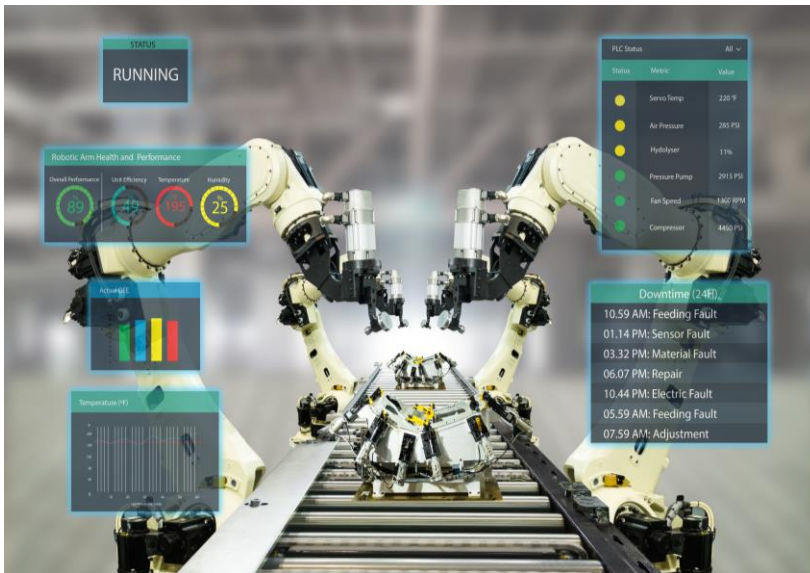 STATUS
RUNNING
Robotic Arm Health and Performance
Overall Performance
Unit Efficiency
Temperature
Humidity
%
89
49
195
%
25
Actual OEE
Temperature (°F)
PLC Status
All
Status Metric Value
Servo Temp 220 °F
Air Pressure 285 PSI
Hydolyser 11%
Pressure Pump 2915 PSI
Fan Speed 1300 RPM
Compressor 4450 PSI
Downtime (24H)
10.59 AM: Feeding Fault
01.14 PM: Sensor Fault
03.32 PM: Material Fault
06.07 PM: Repair
10.44 PM: Electric Fault
05.59 AM: Feeding Fault
07.59 AM: Adjustment